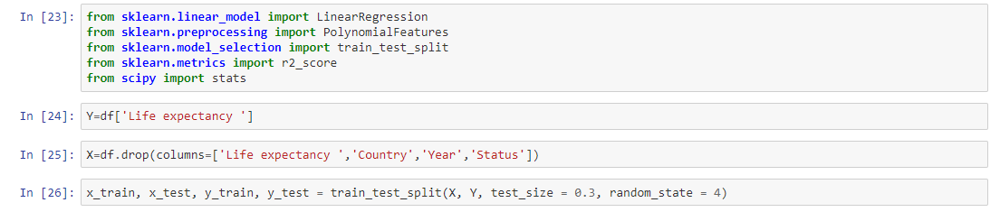 In [23]: from sklearn.linear_model import LinearRegression
from sklearn.preprocessing import PolynomialFeatures
from sklearn.model_selection import train_test_split
from sklearn.metrics import r2_score
from scipy import stats
In [24]: Y=df['Life expectancy ']
In [25]: X=df.drop(columns=['Life expectancy ','Country','Year','Status'])
In [26]: x_train, x_test, y_train, y_test = train_test_split(X, Y, test_size = 0.3, random_state = 4)